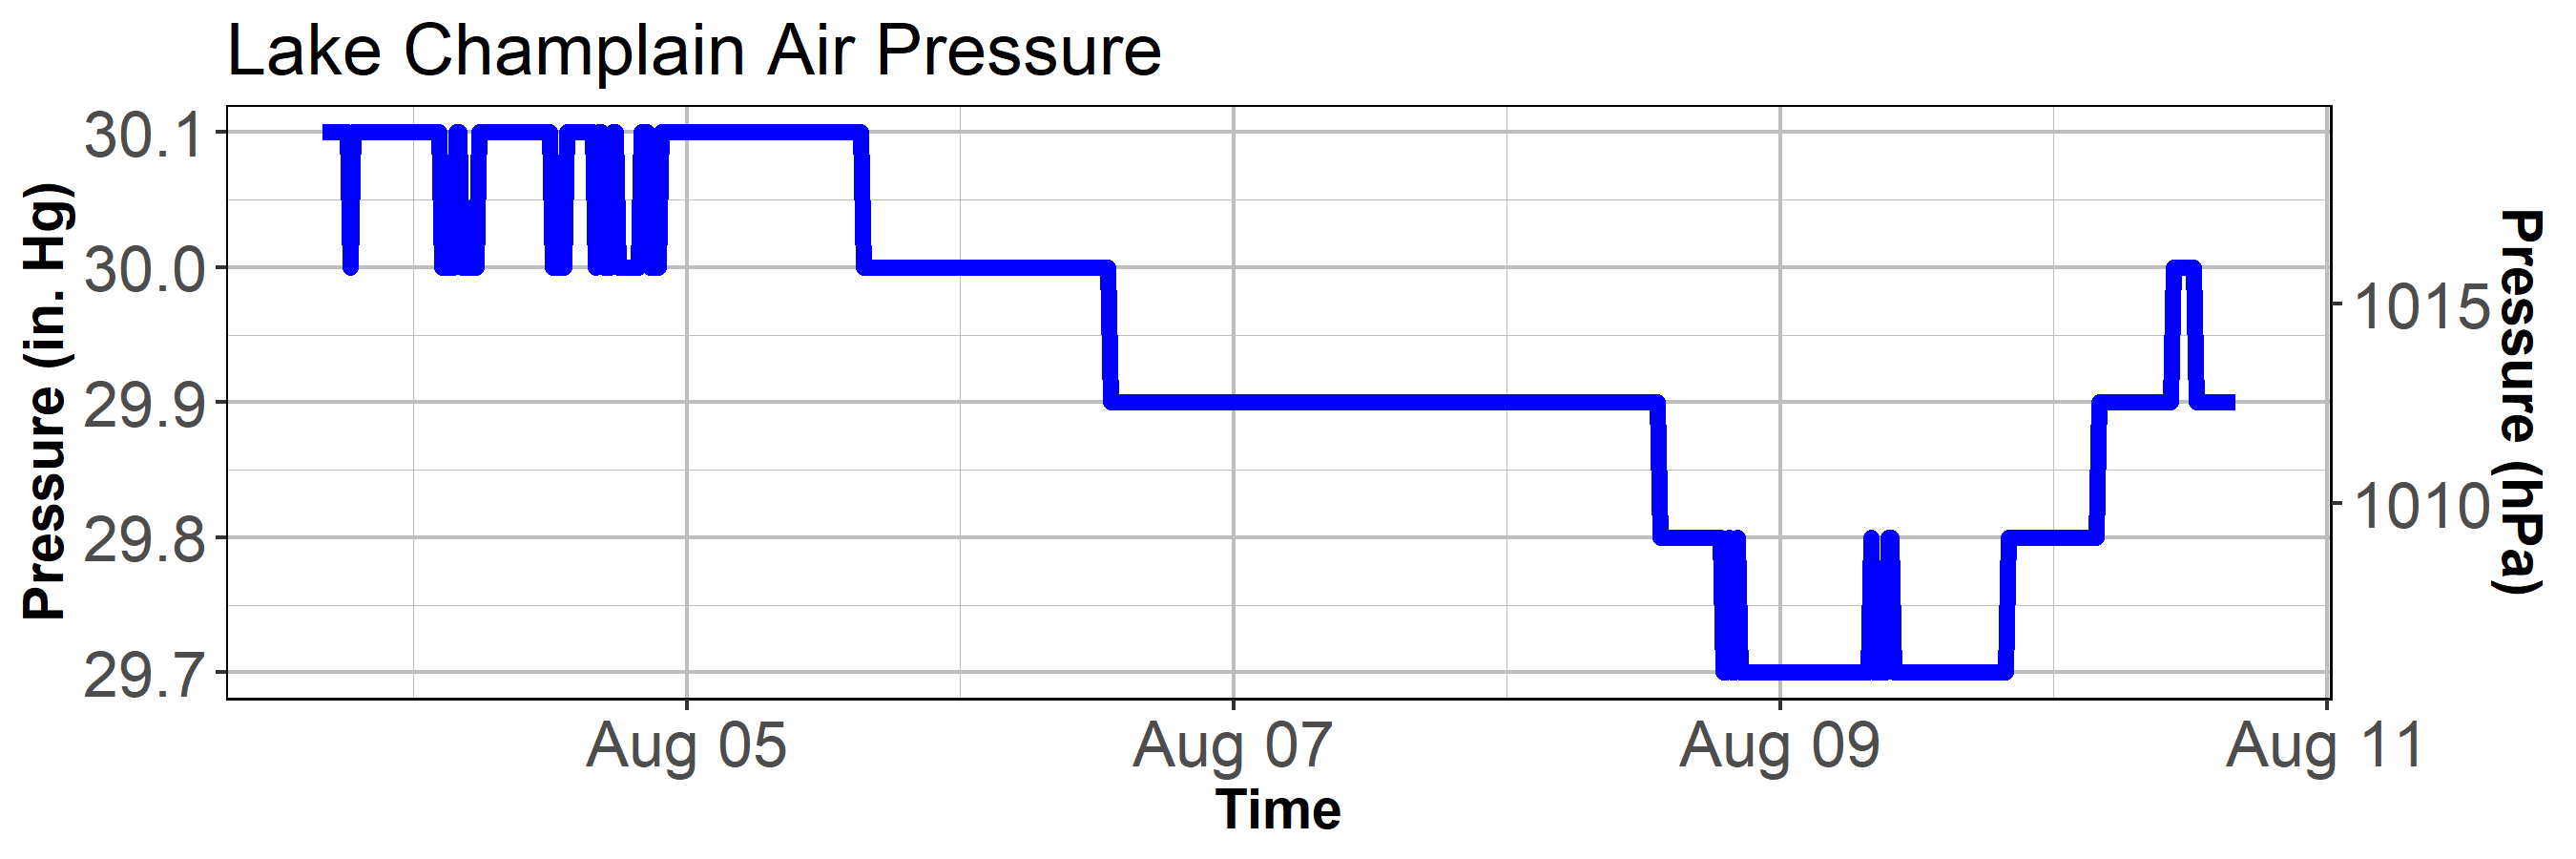 Lake Champlain Air Pressure
Pressure (in. Hg)
30.1
30.0
29.9
29.8
29.7
1015
1010
Pressure (hPa)
Aug 05 Aug 07 Aug 09 Aug 11
Time